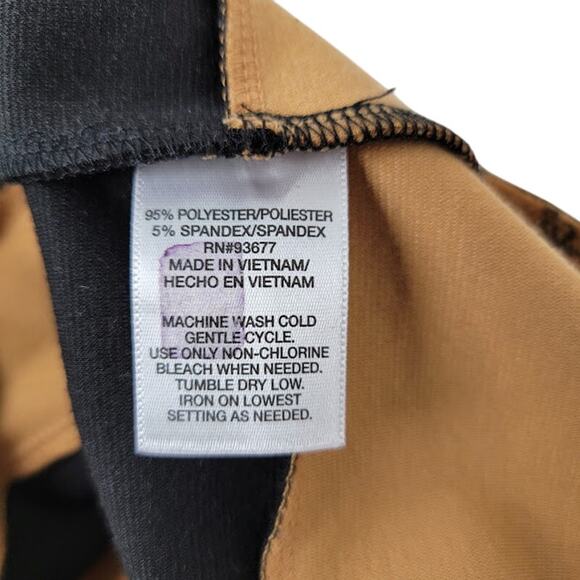 95% POLYESTER/POLIESTER
5% SPANDEX/SPANDEX
RN#93677
MADE IN VIETNAM/
HECHO EN VIETNAM
MACHINE WASH COLD
GENTLE CYCLE.
USE ONLY NON-CHLORINE
BLEACH WHEN NEEDED.
TUMBLE DRY LOW.
IRON ON LOWEST
SETTING AS NEEDED.